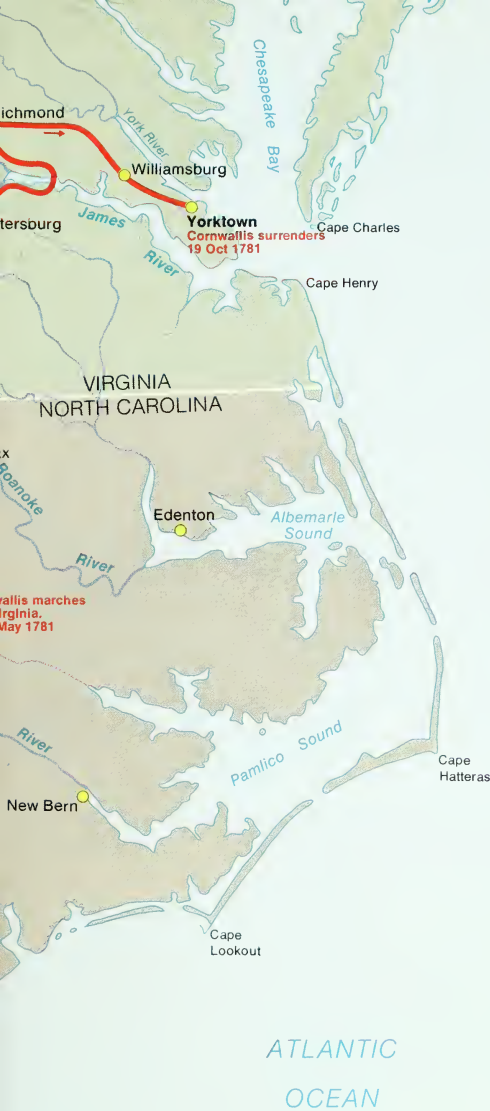 Chesapeake Bay
ichmond
York River
Williamsburg
Yorktown
Cornwallis surrenders
19 Oct 1781
Cape Charles
tersburg
James
River
Cape Henry
VIRGINIA
NORTH CAROLINA
x
Roanoke
River
Edenton
Albemarle
Sound
vallis marches
irginia.
May 1781
River
Pamlico Sound
Cape
Hatteras
New Bern
Cape
Lookout
ATLANTIC
OCEAN